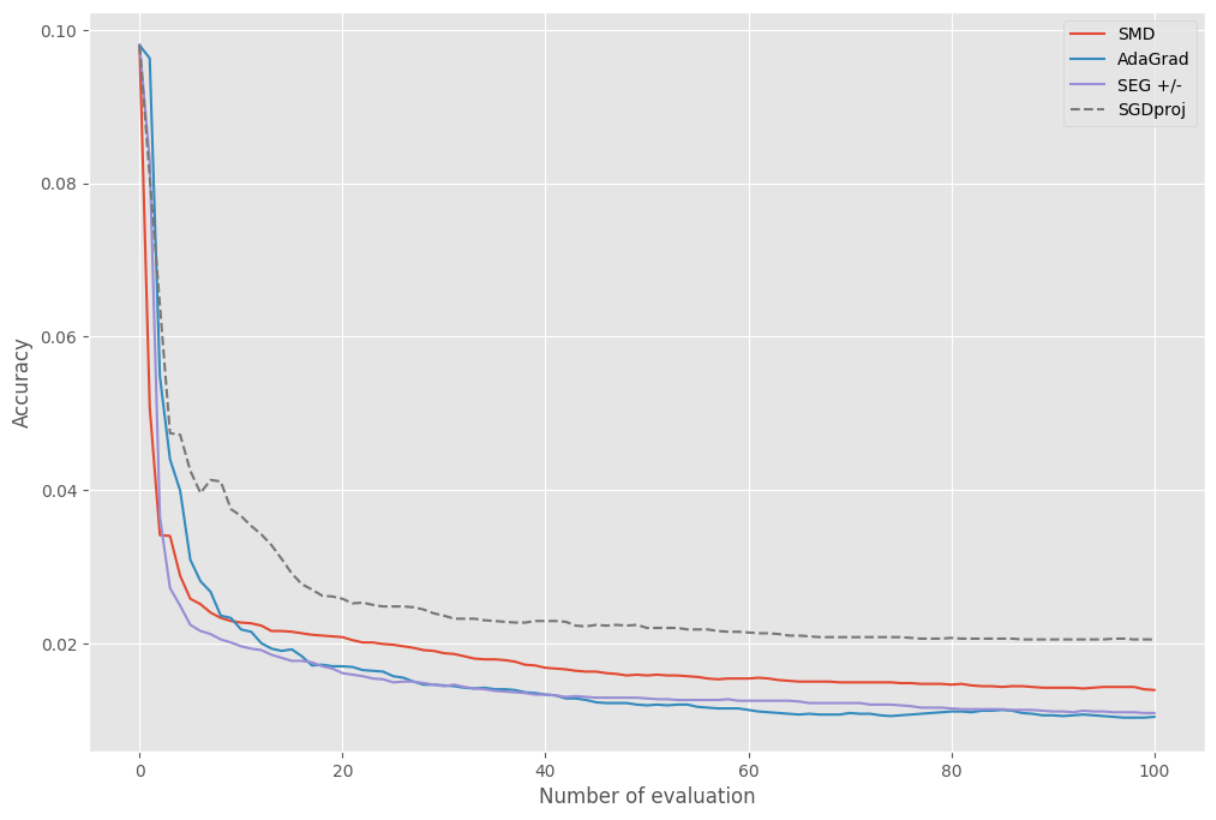 0.10
0.08
0.06
0.04
0.02
Accuracy
0
20
40
60
80
100
Number of evaluation
SMD
AdaGrad
SEG +/-
SGDproj